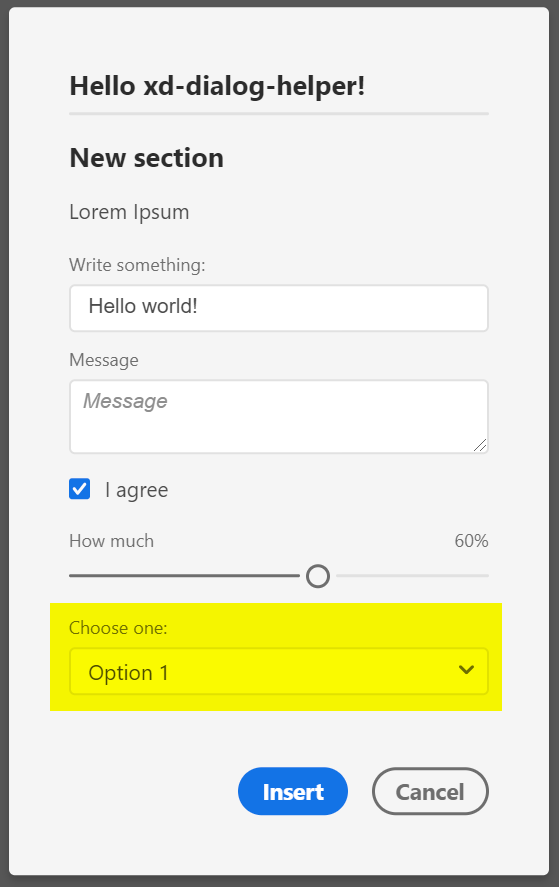 Hello xd-dialog-helper!
New section
Lorem Ipsum
Write something:
Hello world!
Message
Message
I agree
How much 60%
Choose one:
Option 1
Insert Cancel